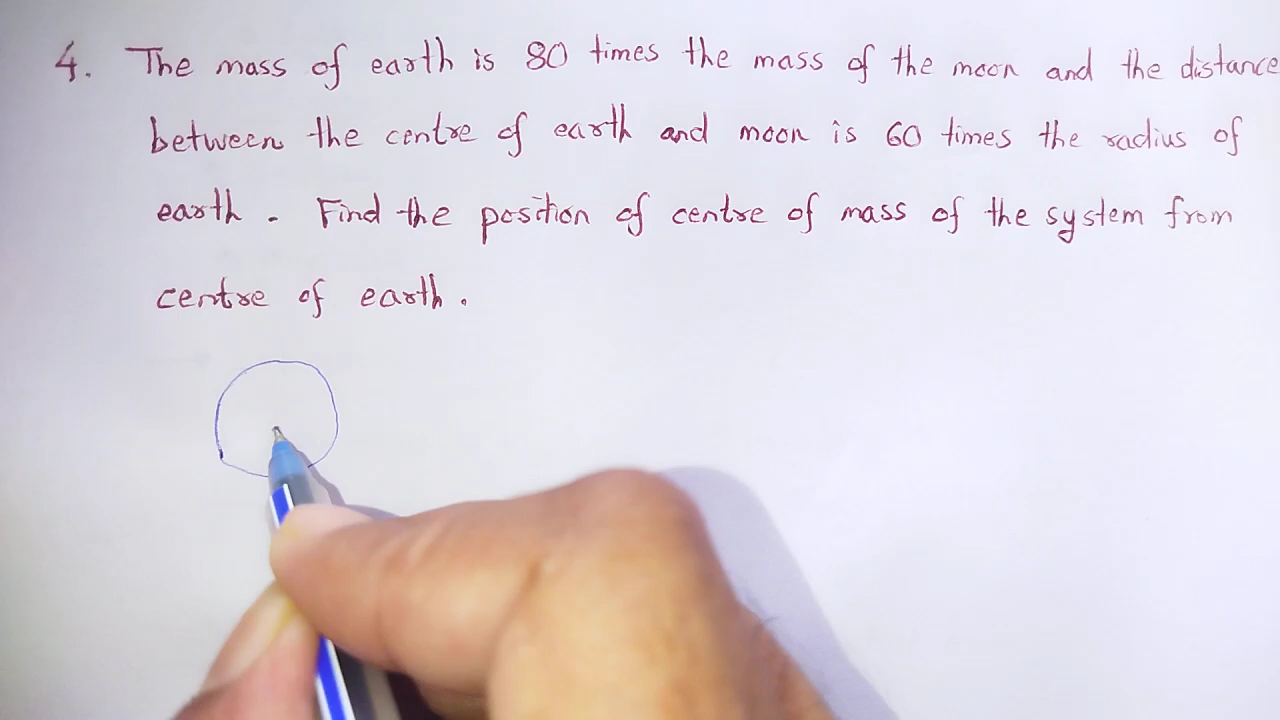 4. The mass of earth is 80 times the mass of the moon and the distance
between the centre of earth and moon is 60 times the radius of
earth. Find the position of centre of mass of the system from
centre of earth.